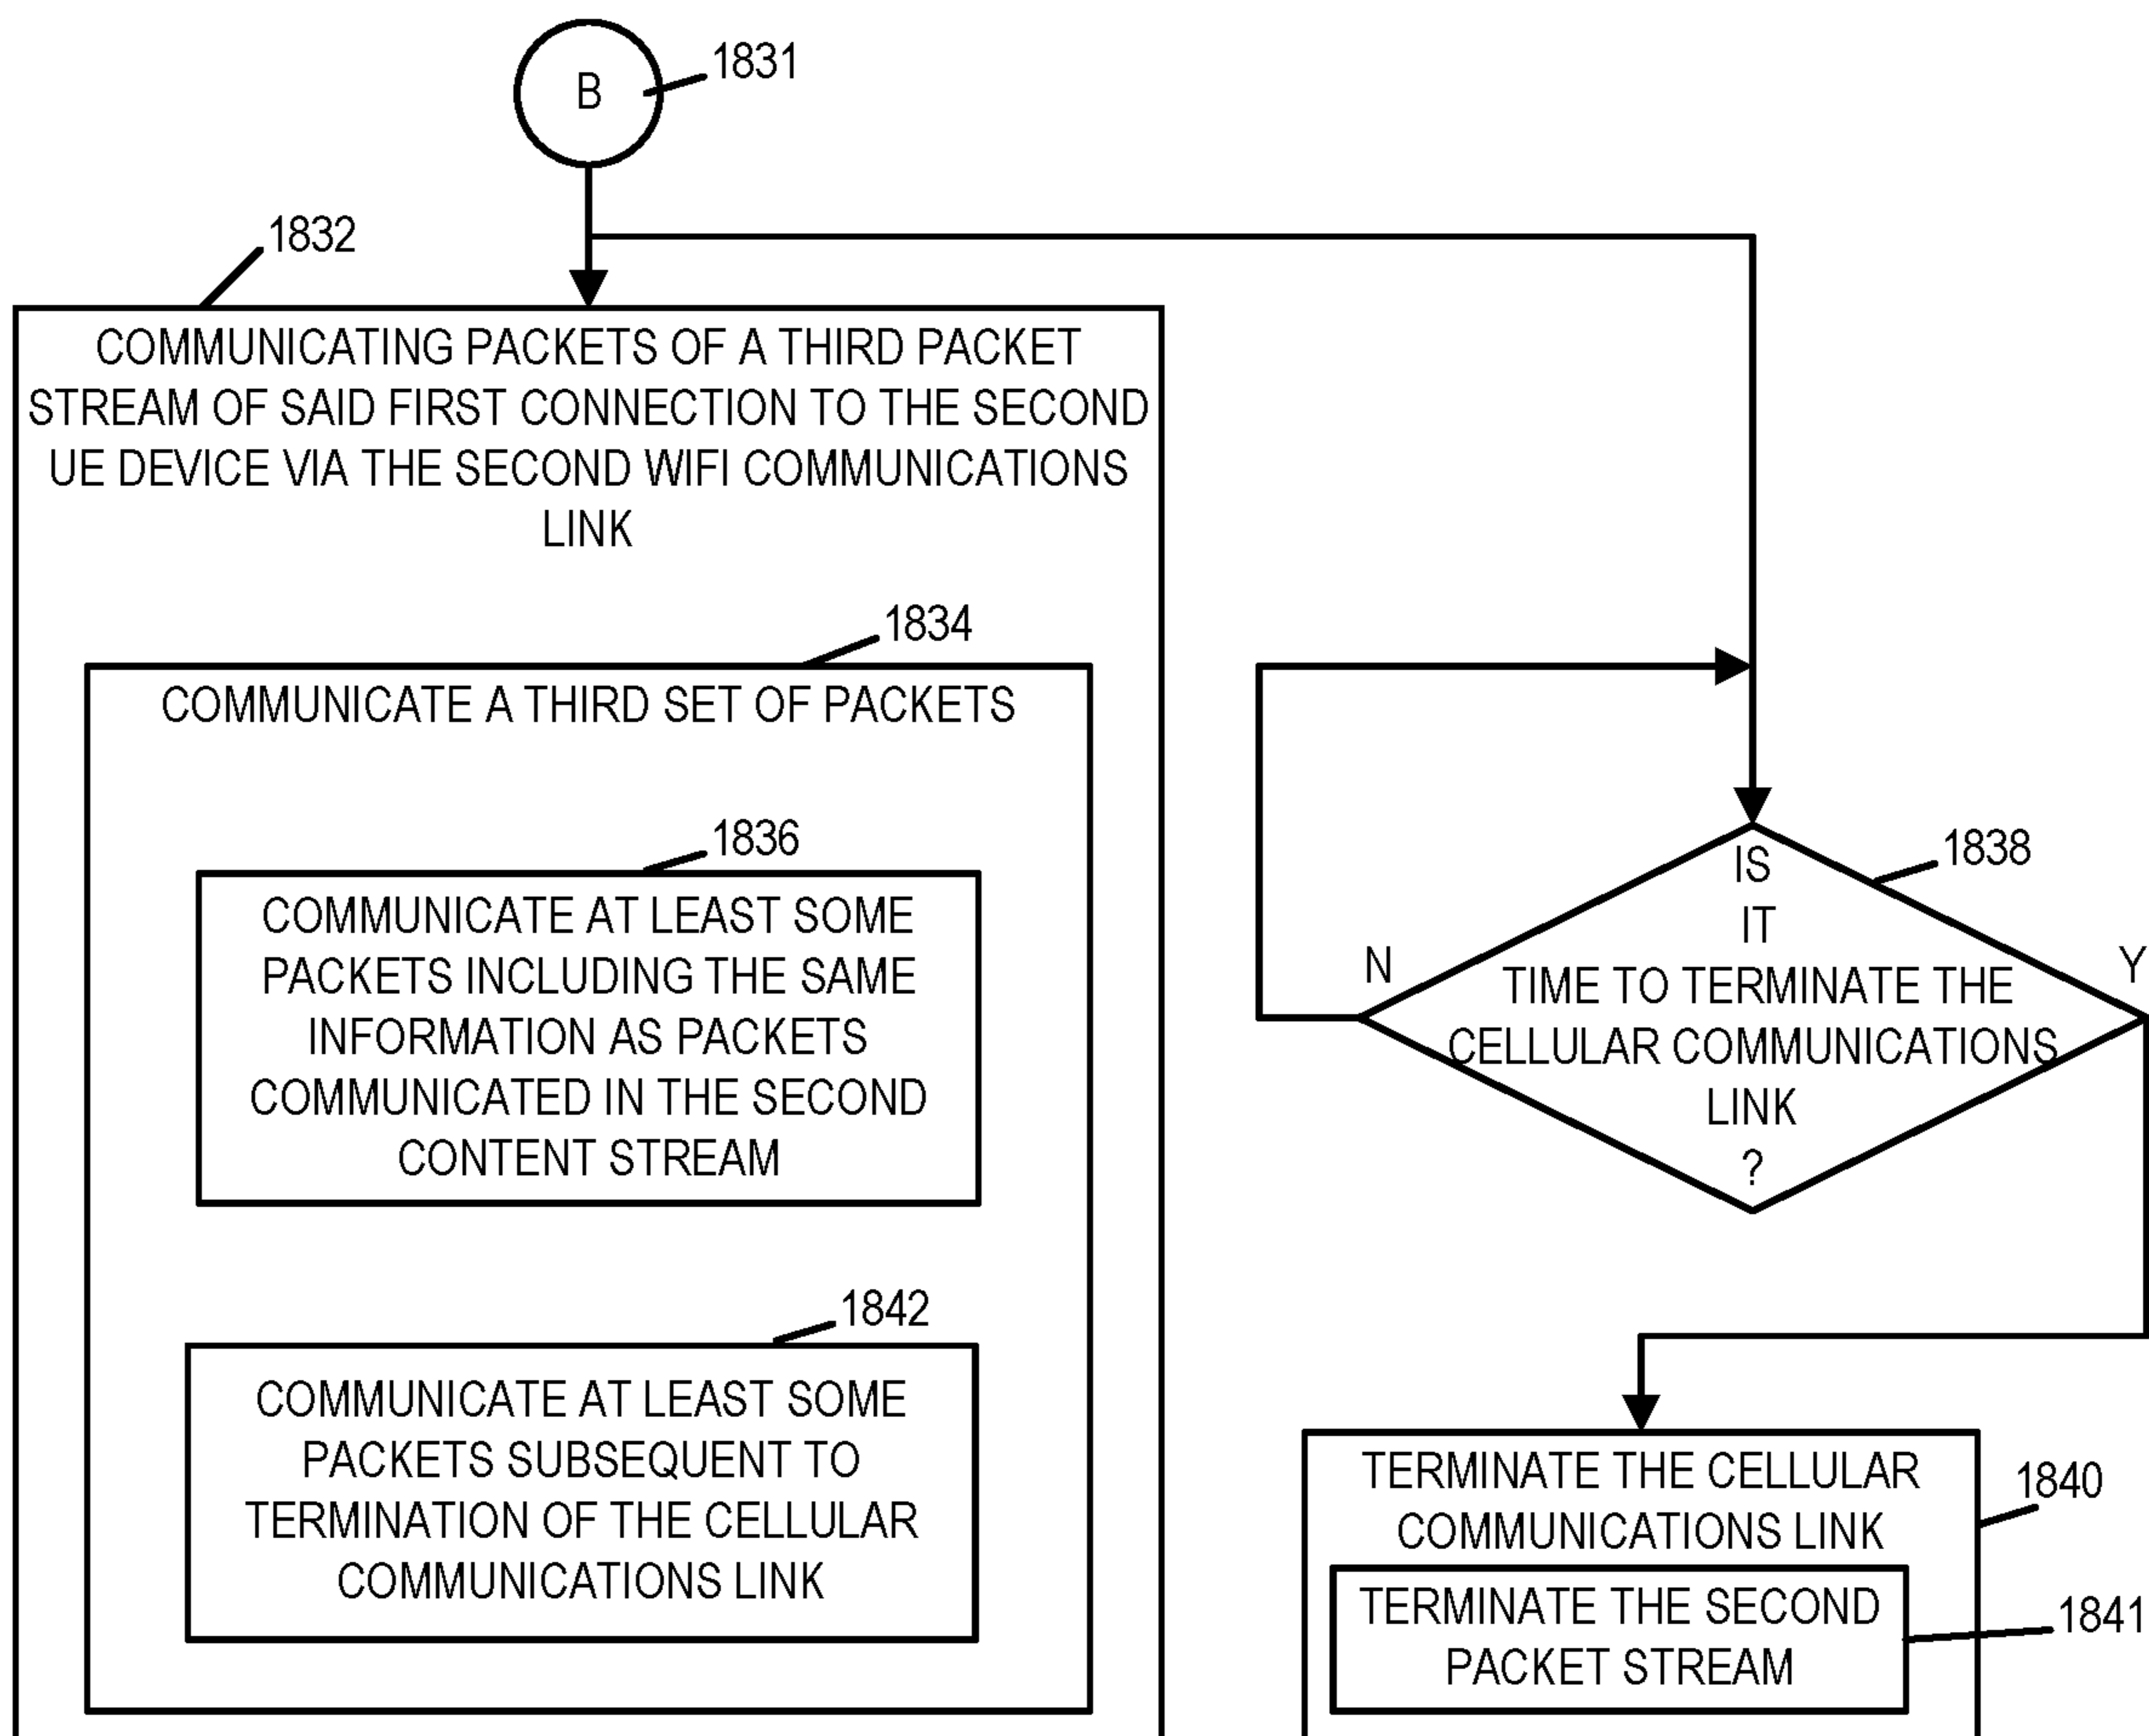 B
1831
1832
COMMUNICATING PACKETS OF A THIRD PACKET
STREAM OF SAID FIRST CONNECTION TO THE SECOND
UE DEVICE VIA THE SECOND WIFI COMMUNICATIONS
LINK
1834
COMMUNICATE A THIRD SET OF PACKETS
1836
COMMUNICATE AT LEAST SOME
PACKETS INCLUDING THE SAME
INFORMATION AS PACKETS
COMMUNICATED IN THE SECOND
CONTENT STREAM
1842
COMMUNICATE AT LEAST SOME
PACKETS SUBSEQUENT TO
TERMINATION OF THE CELLULAR
COMMUNICATIONS LINK
1838
IS
IT
TIME TO TERMINATE THE
CELLULAR COMMUNICATIONS
LINK
?
N
Y
TERMINATE THE CELLULAR
COMMUNICATIONS LINK
1840
TERMINATE THE SECOND
PACKET STREAM
1841